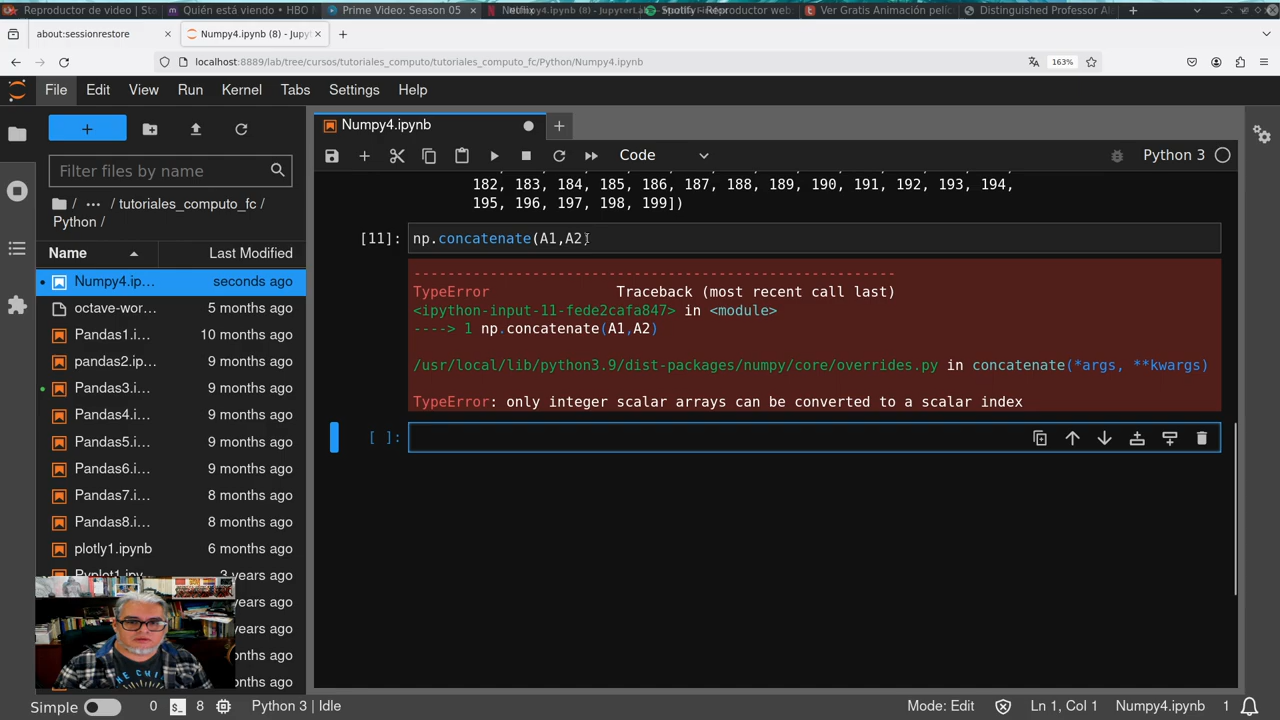 Reproductor de video | Sta
Quién está viendo • HBO M
Prime Video: Season 05
Numpy4.ipynb (8) - JupyterLab
Spotify - Reproductor web:
Ver Gratis Animación pelíc
Distinguished Professor Al
about:sessionrestore
Numpy4.ipynb (8) - Jupyt
localhost:8889/lab/tree/cursos/tutoriales_computo/tutoriales_computo_fc/Python/Numpy4.ipynb
163%
File Edit View Run Kernel Tabs Settings Help
Numpy4.ipynb
Code
Python 3
Filter files by name
/ ... / tutoriales_computo_fc /
Python /
Name Last Modified
Numpy4.ip... seconds ago
octave-wor... 5 months ago
Pandas1.i... 10 months ago
pandas2.ip... 9 months ago
Pandas3.i... 9 months ago
Pandas4.i... 9 months ago
Pandas5.i... 9 months ago
Pandas6.i... 9 months ago
Pandas7.i... 8 months ago
Pandas8.i... 8 months ago
plotly1.ipynb 6 months ago
Pyplot1.ipy... 3 years ago
years ago
years ago
onths ago
onths ago
182, 183, 184, 185, 186, 187, 188, 189, 190, 191, 192, 193, 194,
195, 196, 197, 198, 199])
[11]: np.concatenate(A1,A2)
---------------------------------------------------------
TypeError Traceback (most recent call last)
<ipython-input-11-fede2cafa847> in <module>
----> 1 np.concatenate(A1,A2)
/usr/local/lib/python3.9/dist-packages/numpy/core/overrides.py in concatenate(*args, **kwargs)
TypeError: only integer scalar arrays can be converted to a scalar index
[ ]:
THE CHI
Simple 0 8 Python 3 | Idle
Mode: Edit Ln 1, Col 1 Numpy4.ipynb 1